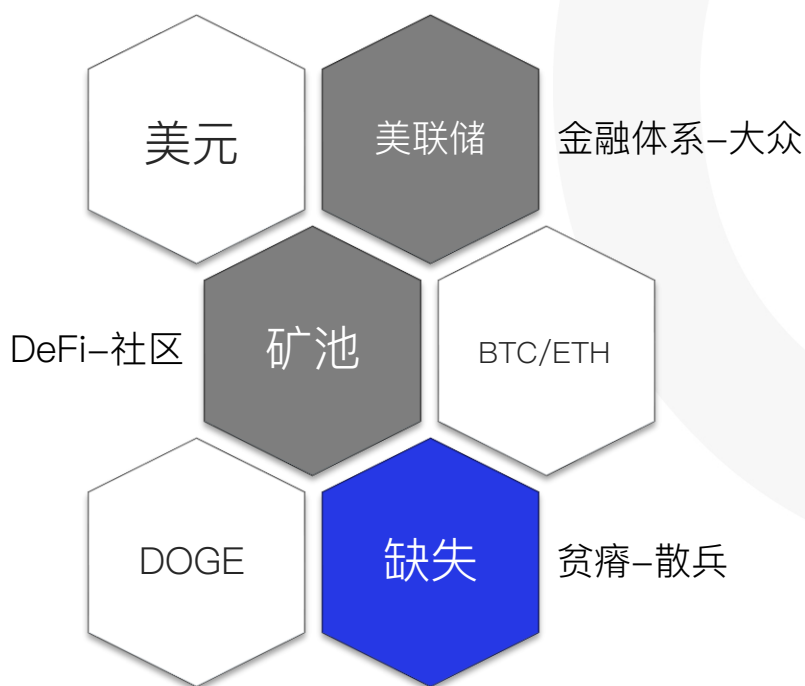 美元
美联储
金融体系–大众
DeFi–社区
矿池
BTC/ETH
DOGE
缺失
贫瘠–散兵